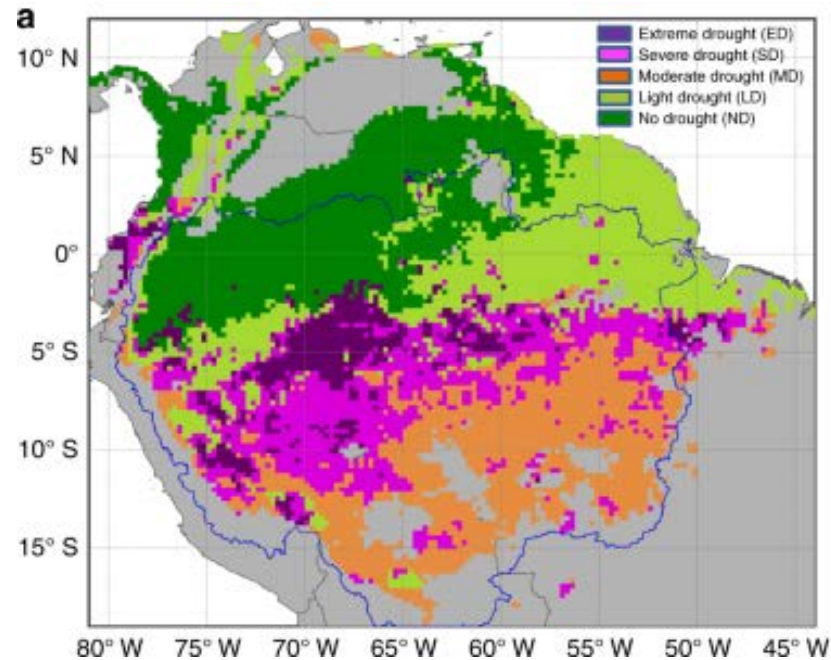 a
Extreme drought (ED)
Severe drought (SD)
Moderate drought (MD)
Light drought (LD)
No drought (ND)
10° N
5° N
0°
5° S
10° S
15° S
80° W 75° W 70° W 65° W 60° W 55° W 50° W 45° W